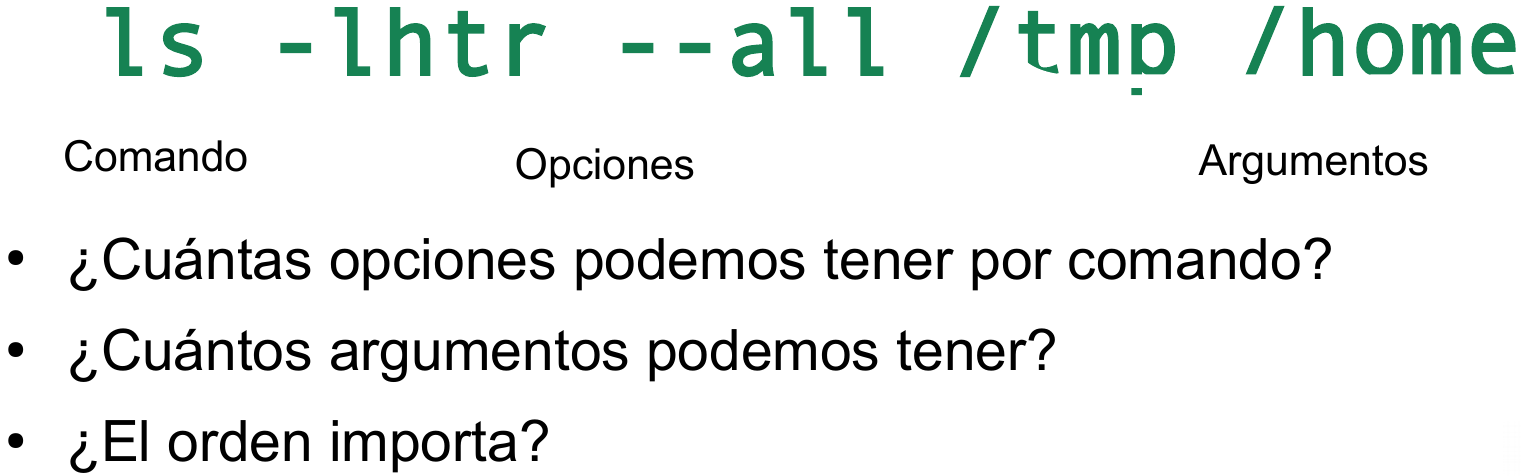 ls -lhtr --all /tmp /home
Comando Opciones Argumentos
• ¿Cuántas opciones podemos tener por comando?
• ¿Cuántos argumentos podemos tener?
• ¿El orden importa?